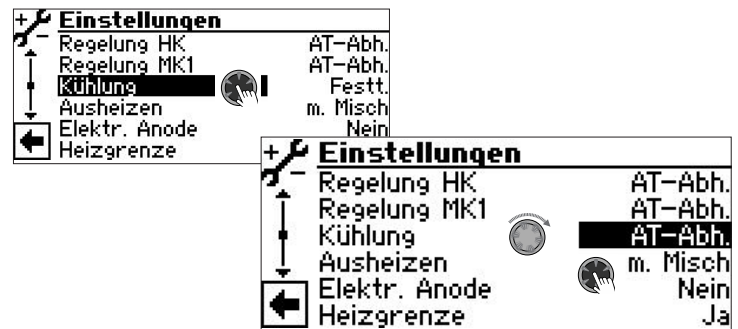 Einstellungen
Regelung HK AT-Abh.
Regelung MK1 AT-Abh.
Kühlung Festt.
Ausheizen m. Misch
Elektr. Anode Nein
Heizgrenze
Einstellungen
Regelung HK AT-Abh.
Regelung MK1 AT-Abh.
Kühlung AT-Abh.
Ausheizen m. Misch
Elektr. Anode Nein
Heizgrenze Ja